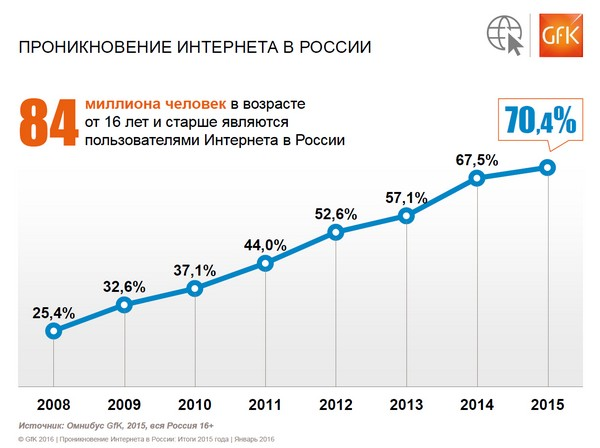 ПРОНИКНОВЕНИЕ ИНТЕРНЕТА В РОССИИ
GfK
84 миллиона человек в возрасте
от 16 лет и старше являются
пользователями Интернета в России
70,4%
67,5%
57,1%
52,6%
44,0%
37,1%
32,6%
25,4%
2008 2009 2010 2011 2012 2013 2014 2015
Источник: Омнибус GfK, 2015, вся Россия 16+
© GfK 2016 | Проникновение Интернета в России: Итоги 2015 года | Январь 2016